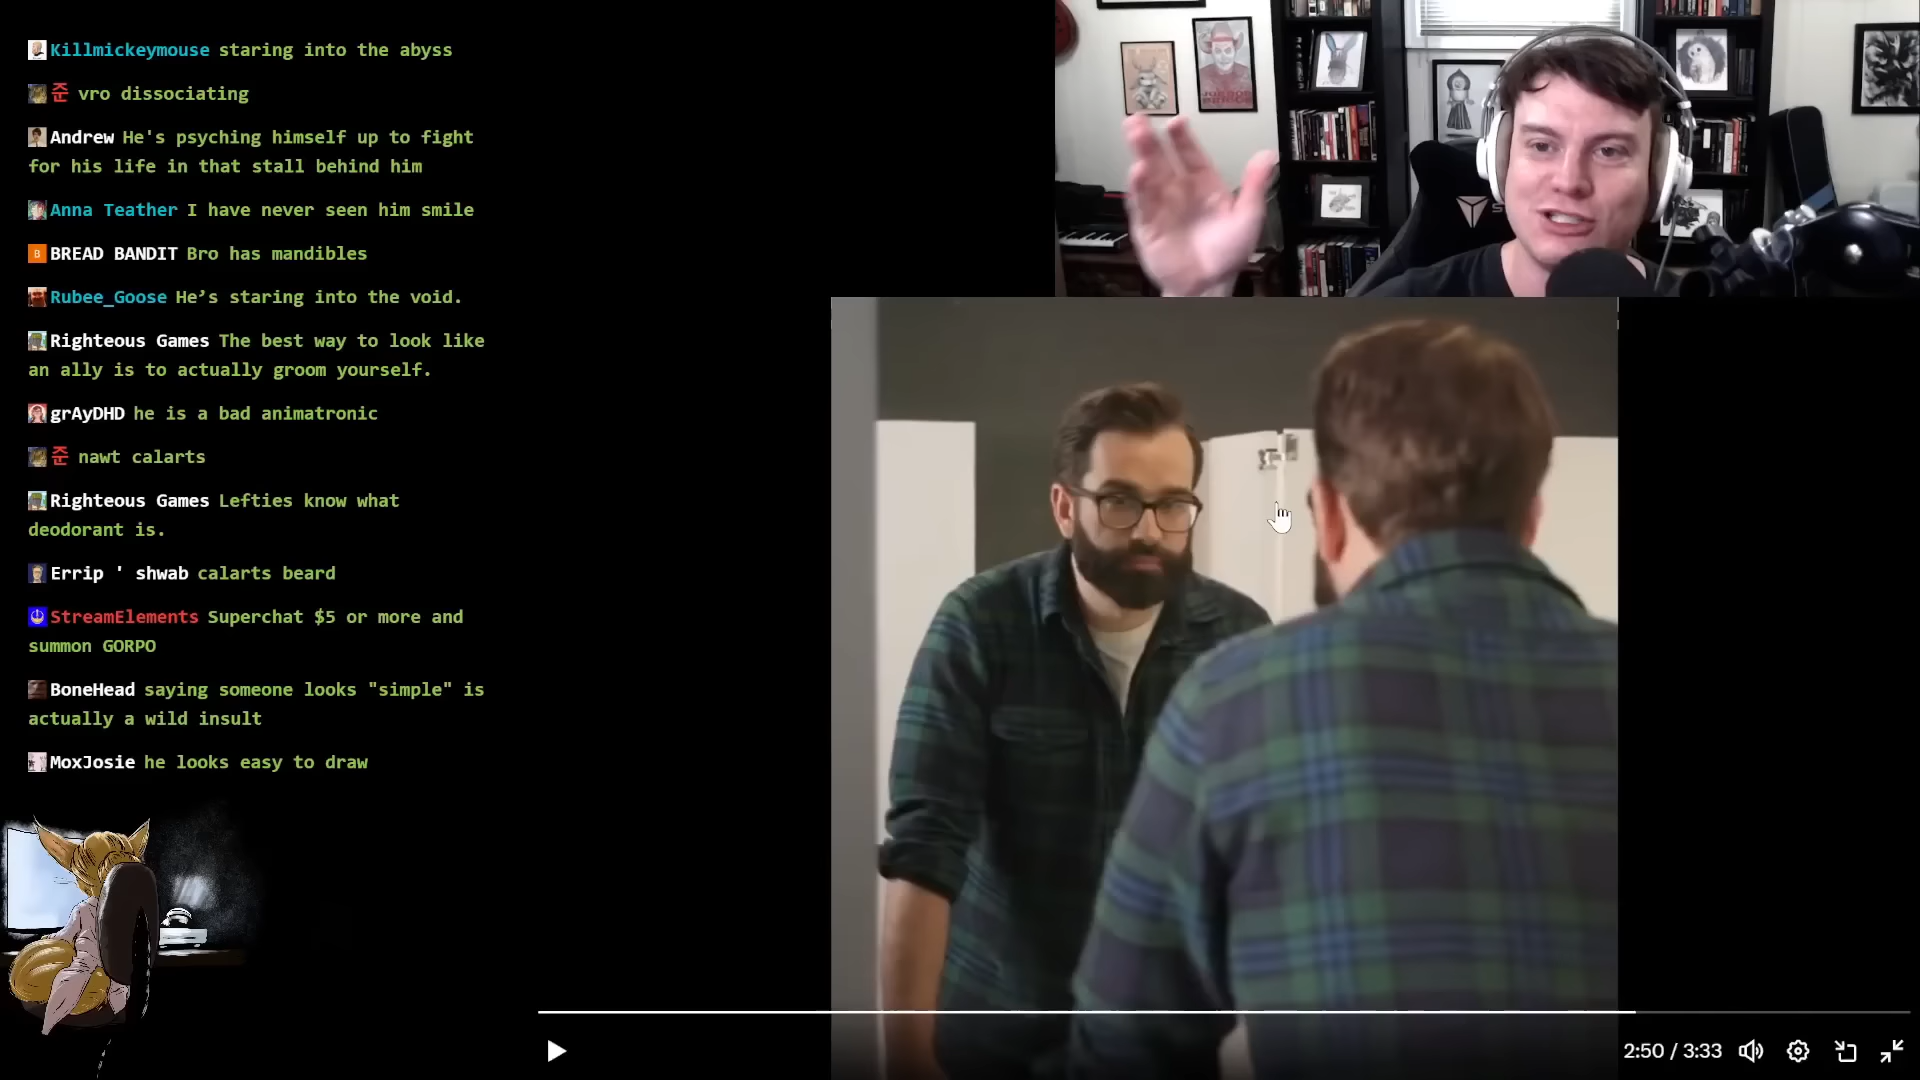 Killmickeymouse staring into the abyss
준 vro dissociating
Andrew He's psyching himself up to fight
for his life in that stall behind him
Anna Teather I have never seen him smile
BREAD BANDIT Bro has mandibles
Rubee_Goose He’s staring into the void.
Righteous Games The best way to look like
an ally is to actually groom yourself.
grAyDHD he is a bad animatronic
준 nawt calarts
Righteous Games Lefties know what
deodorant is.
Errip ' shwab calarts beard
StreamElements Superchat $5 or more and
summon GORPO
BoneHead saying someone looks "simple" is
actually a wild insult
MoxJosie he looks easy to draw
2:50 / 3:33